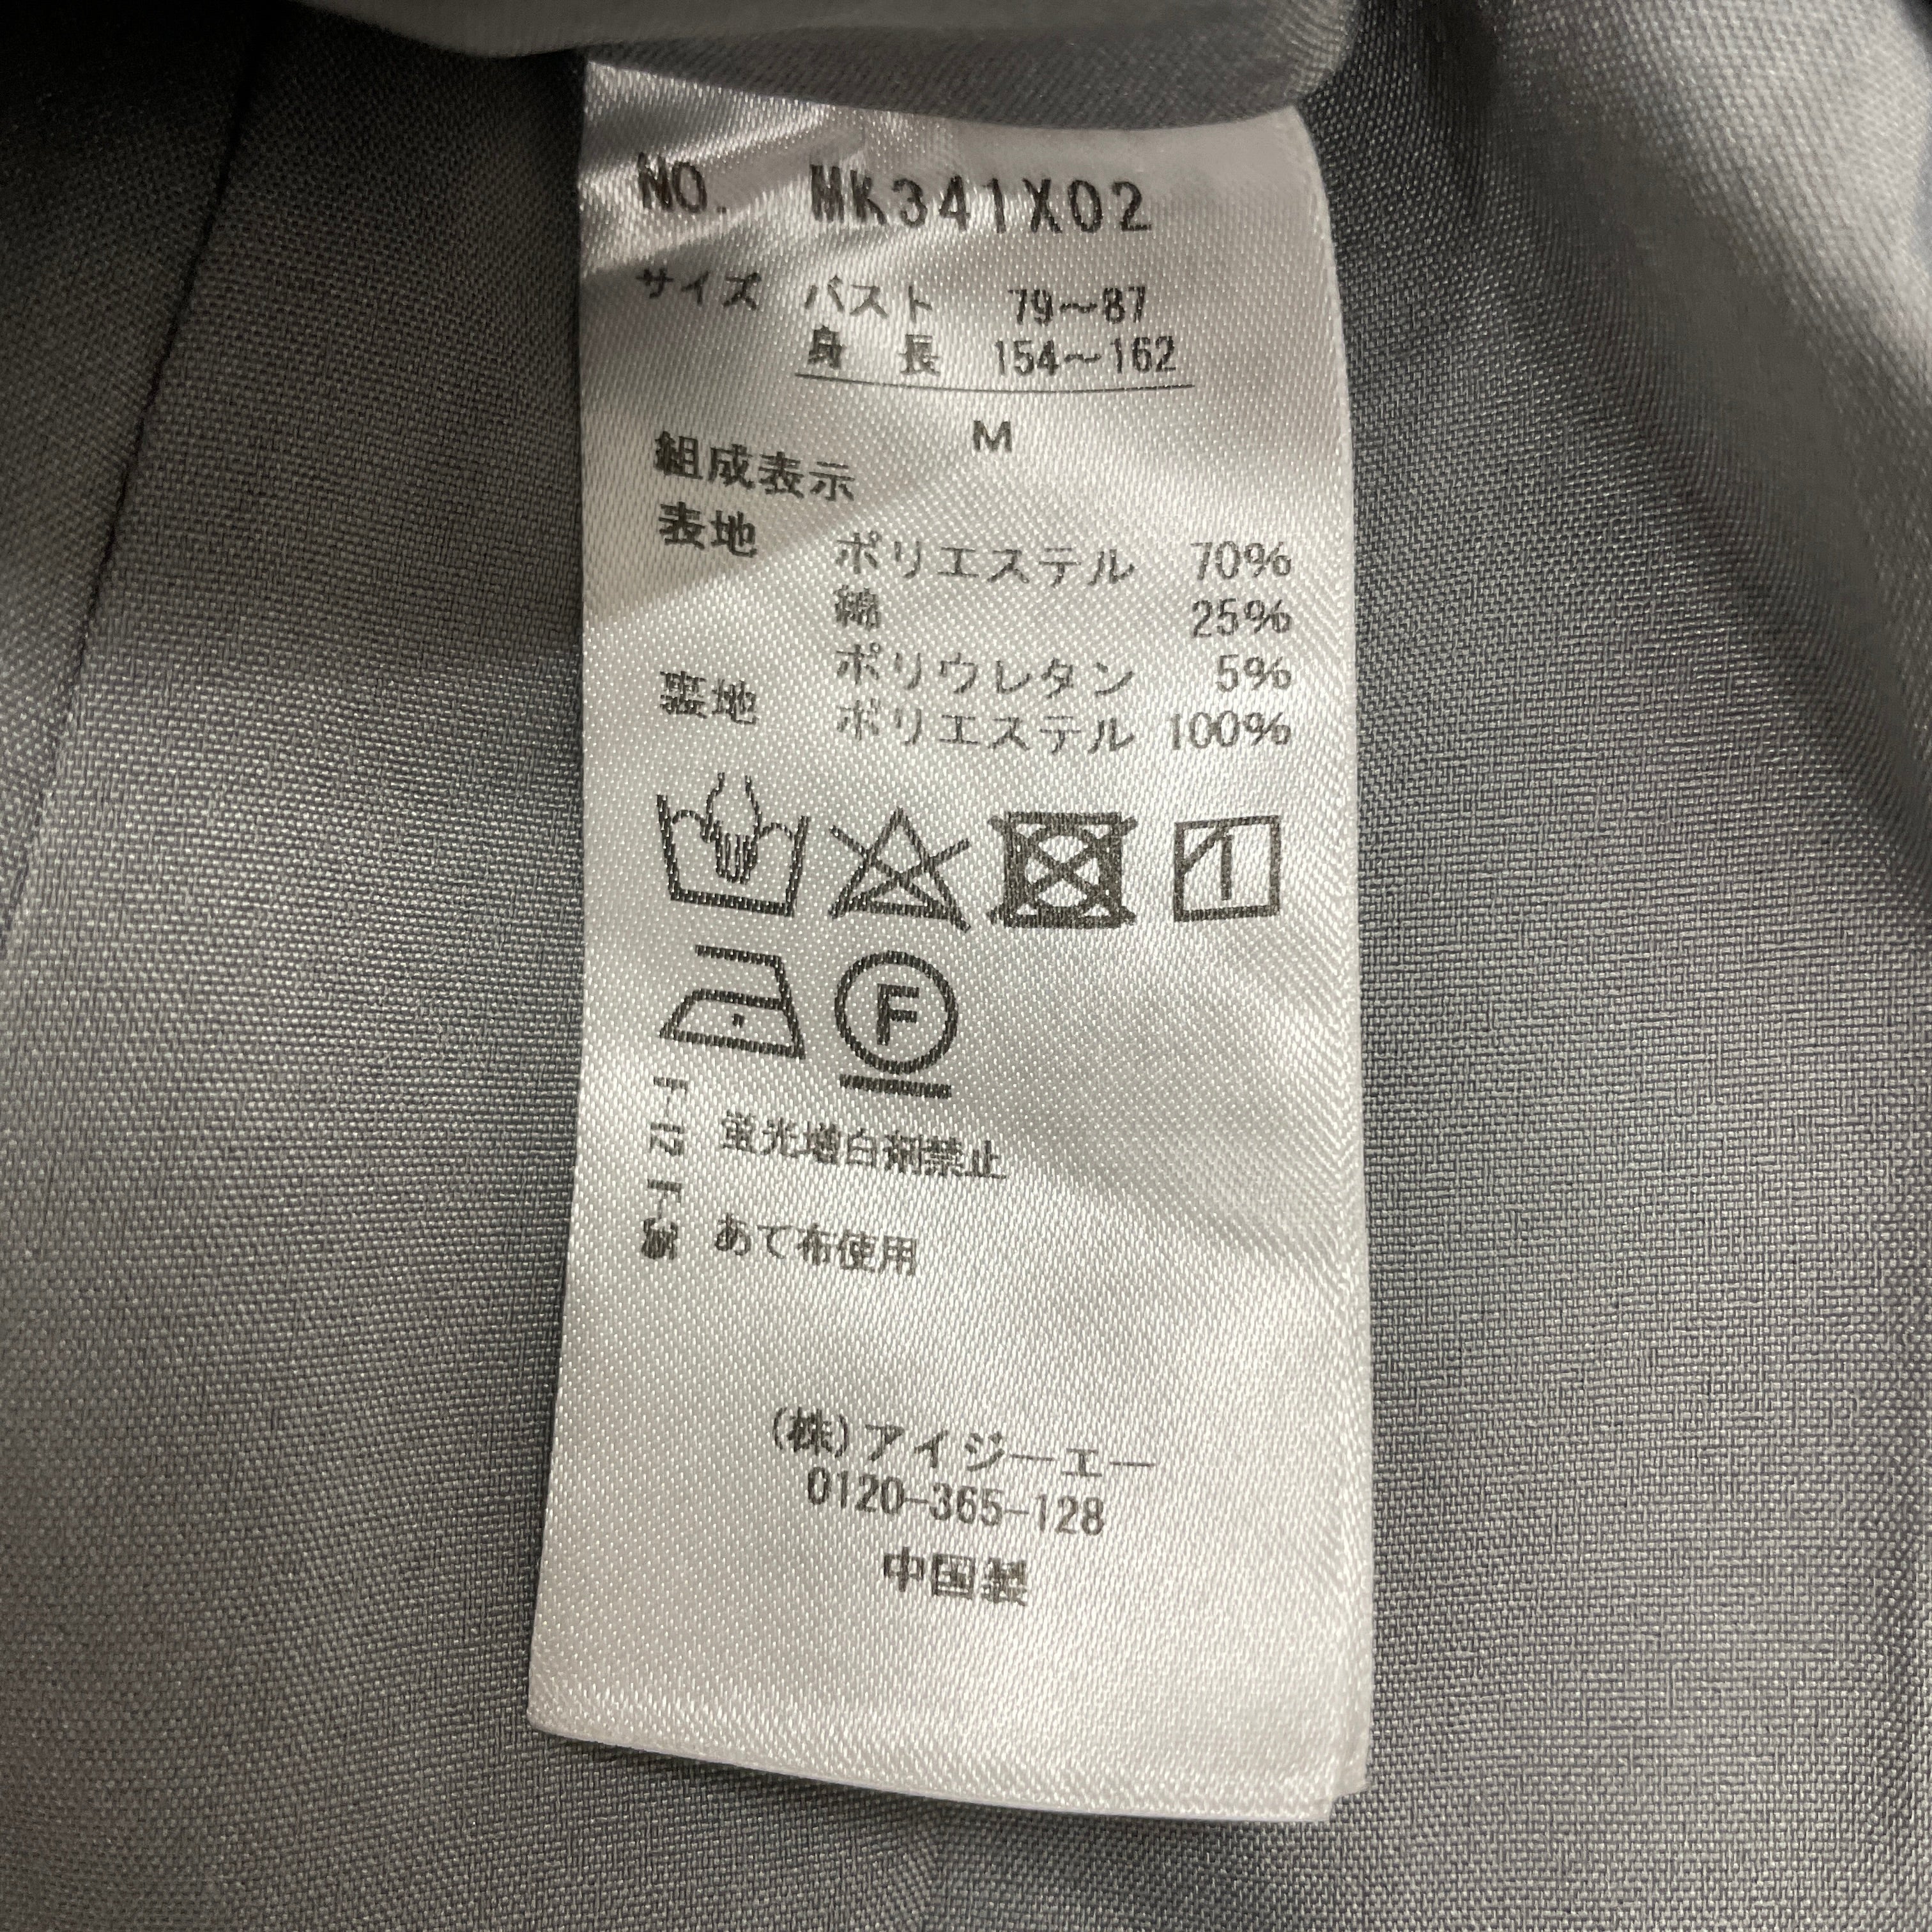 NO. MK341X02
サイズ バスト 79～87
身 長 154～162
M
組成表示
表地 ポリエステル 70%
綿 25%
ポリウレタン 5%
裏地 ポリエステル 100%
F
蛍光増白剤禁止
あて布使用
(株)アイジーエー
0120-365-128
中国製